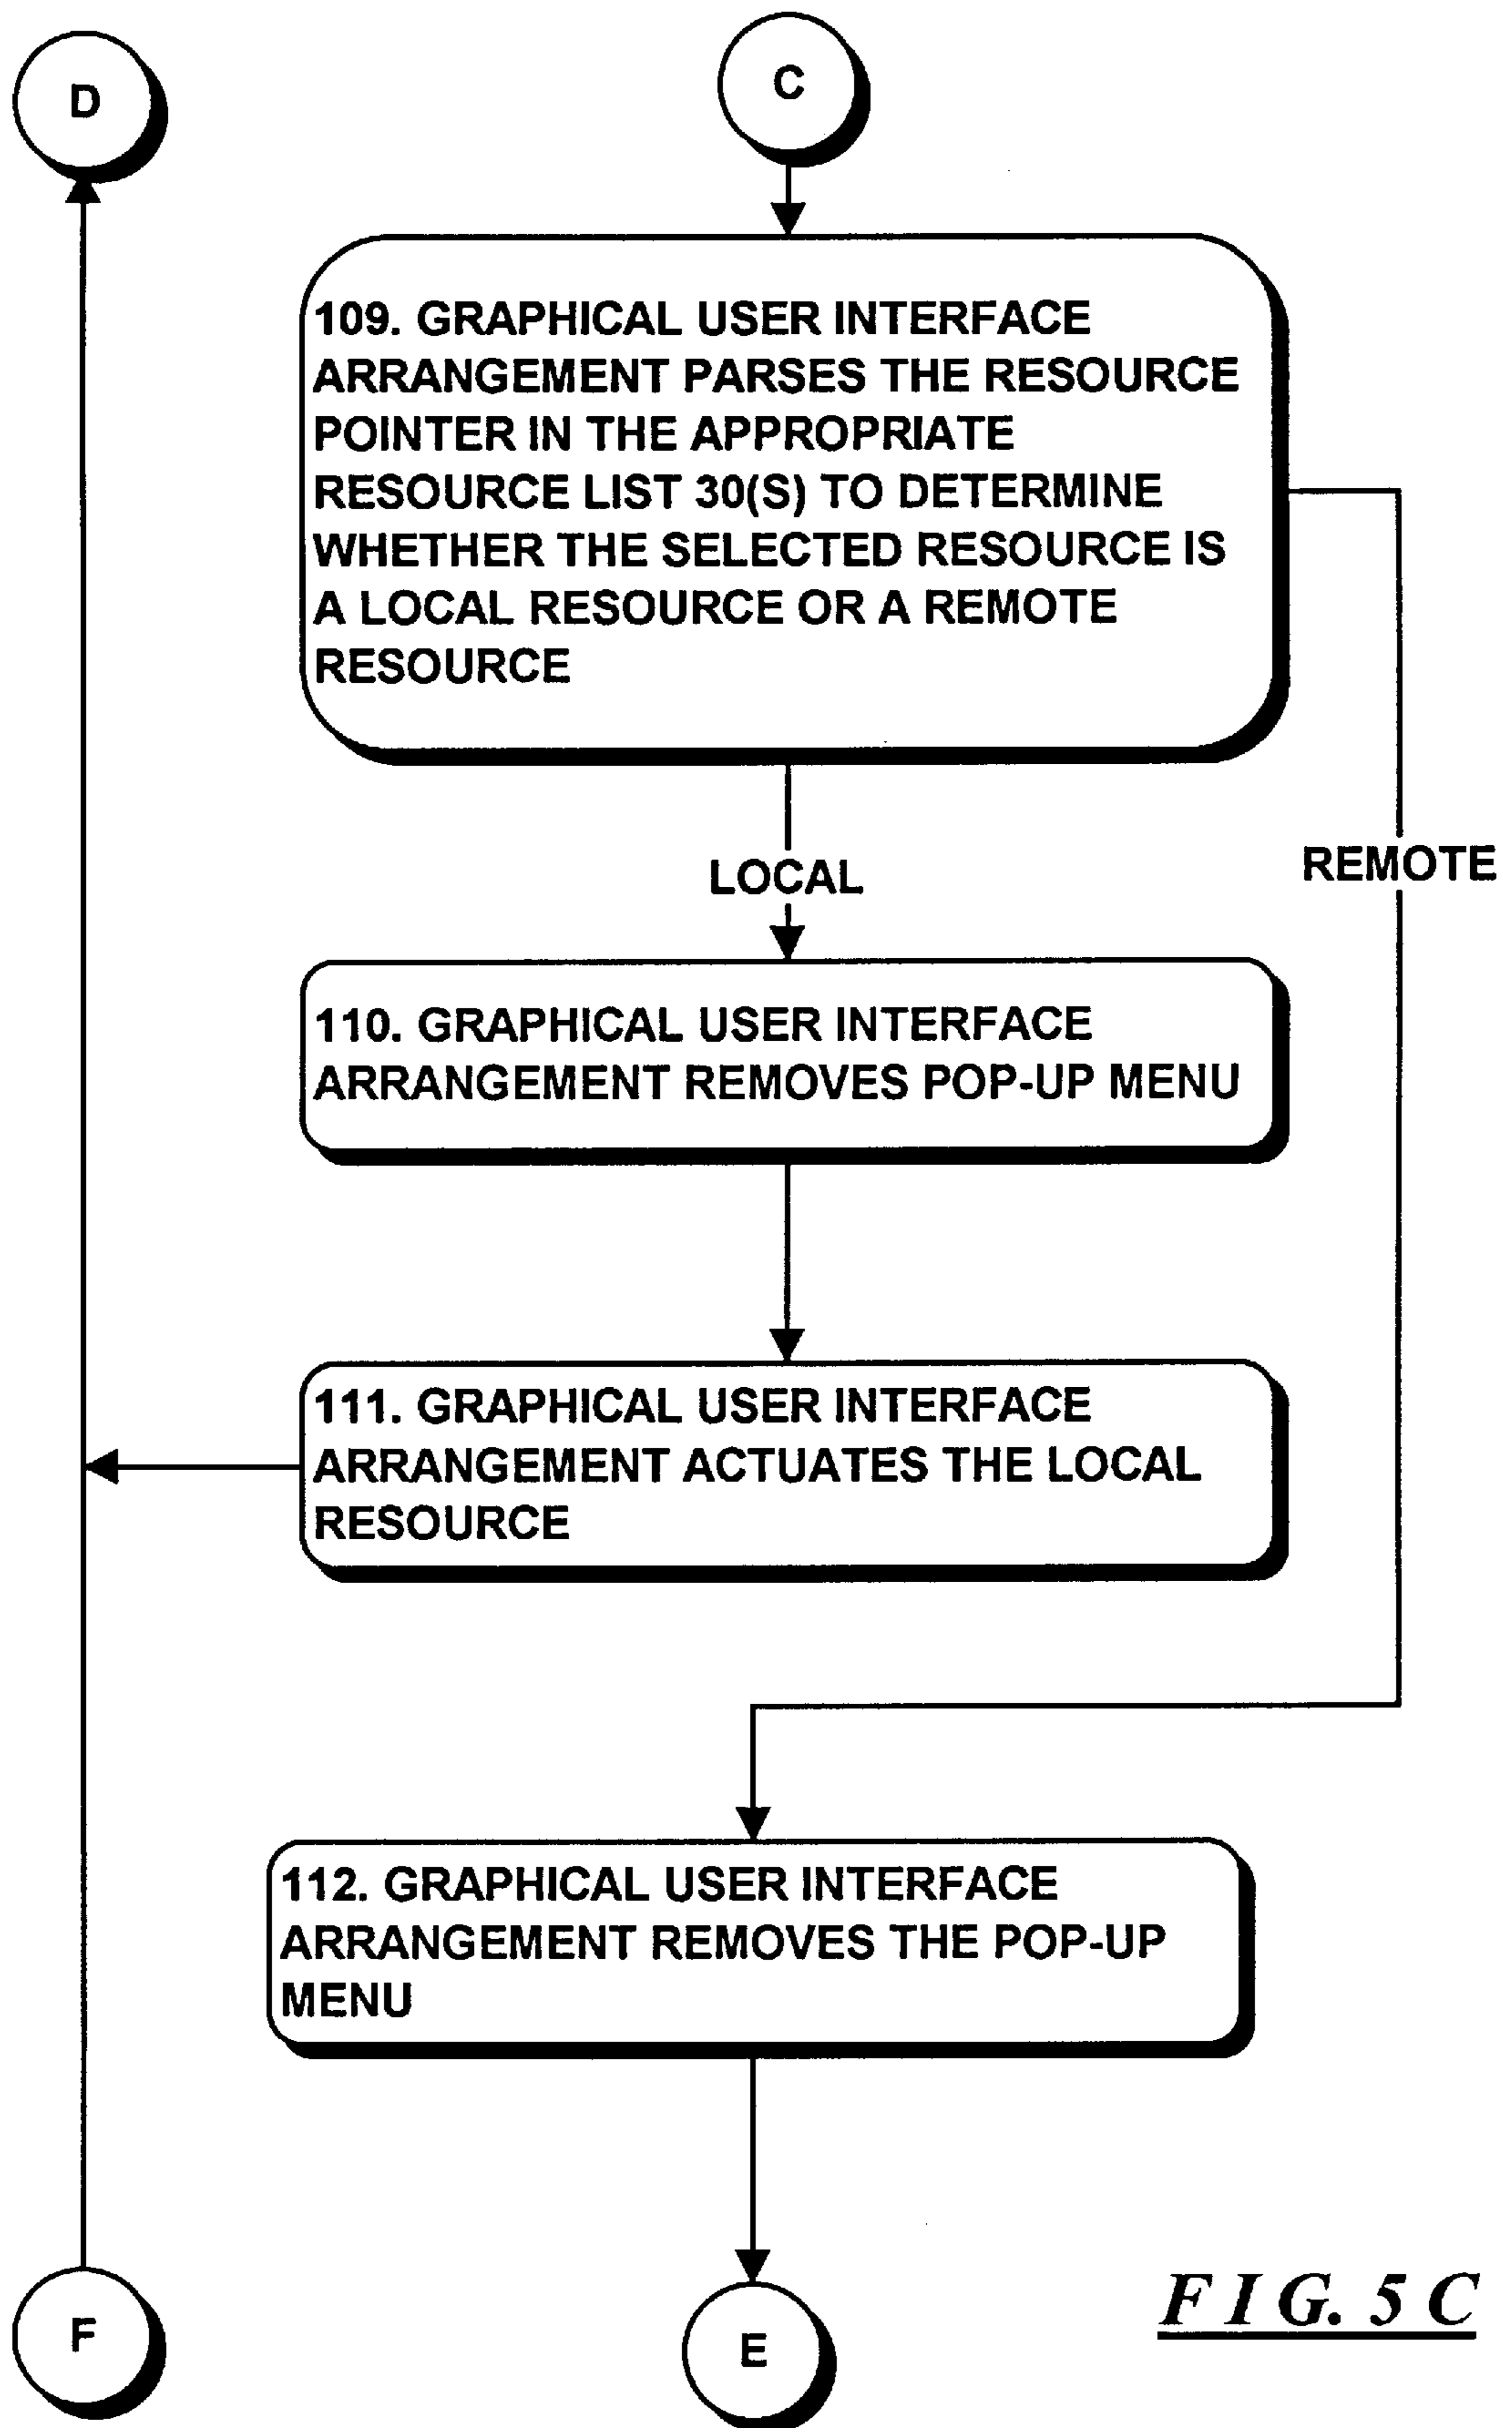 D
C
109. GRAPHICAL USER INTERFACE
ARRANGEMENT PARSES THE RESOURCE
POINTER IN THE APPROPRIATE
RESOURCE LIST 30(S) TO DETERMINE
WHETHER THE SELECTED RESOURCE IS
A LOCAL RESOURCE OR A REMOTE
RESOURCE
LOCAL
REMOTE
110. GRAPHICAL USER INTERFACE
ARRANGEMENT REMOVES POP-UP MENU
111. GRAPHICAL USER INTERFACE
ARRANGEMENT ACTUATES THE LOCAL
RESOURCE
112. GRAPHICAL USER INTERFACE
ARRANGEMENT REMOVES THE POP-UP
MENU
F
E
FIG. 5C